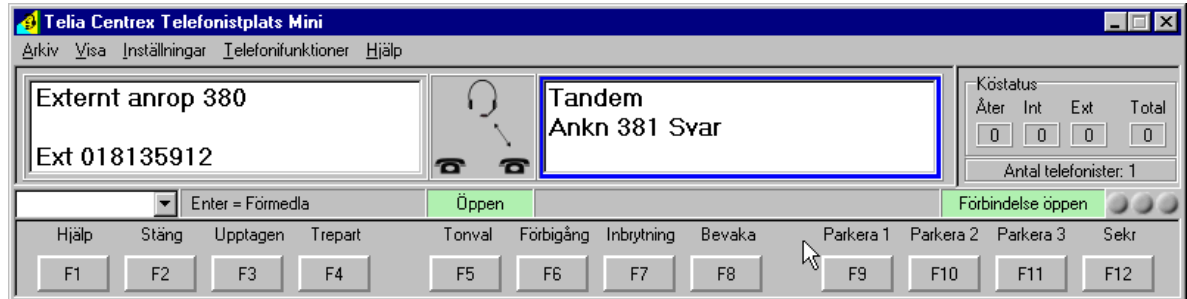 Telia Centrex Telefonistplats Mini
Arkiv Visa Inställningar Telefonifunktioner Hjälp
Externt anrop 380
Ext 018135912
Tandem
Ankn 381 Svar
Köstatus
Åter Int Ext Total
0 0 0 0
Antal telefonister: 1
Enter = Förmedla Öppen Förbindelse öppen
Hjälp Stäng Upptagen Trepart Tonval Förbigång Inbrytning Bevaka Parkera 1 Parkera 2 Parkera 3 Sekr
F1 F2 F3 F4 F5 F6 F7 F8 F9 F10 F11 F12